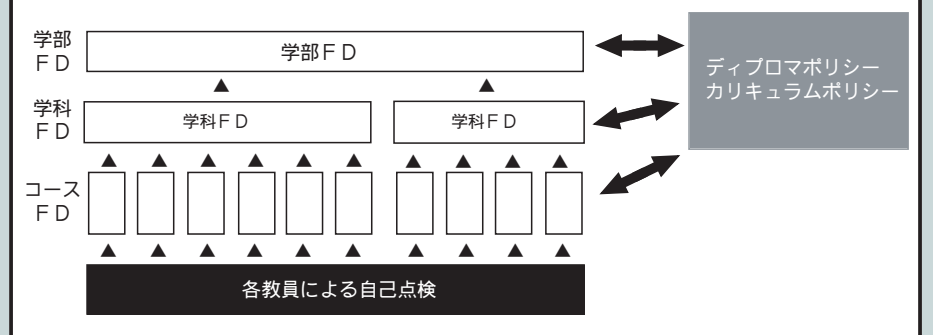 学部
ＦＤ
学部ＦＤ
ディプロマポリシー
カリキュラムポリシー
学科
ＦＤ
学科ＦＤ
学科ＦＤ
コース
ＦＤ
各教員による自己点検